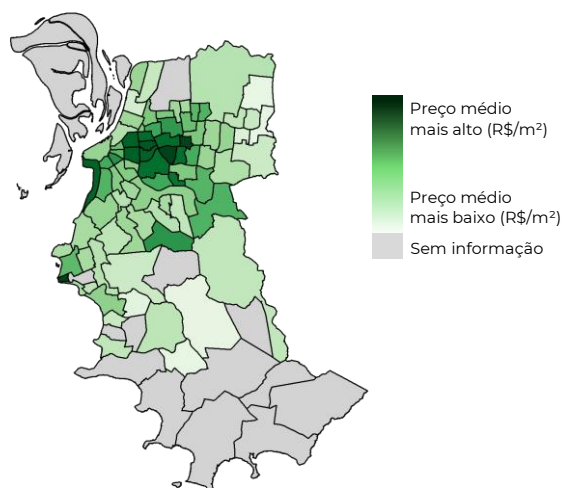 Preço médio
mais alto (R$/m²)
Preço médio
mais baixo (R$/m²)
Sem informação